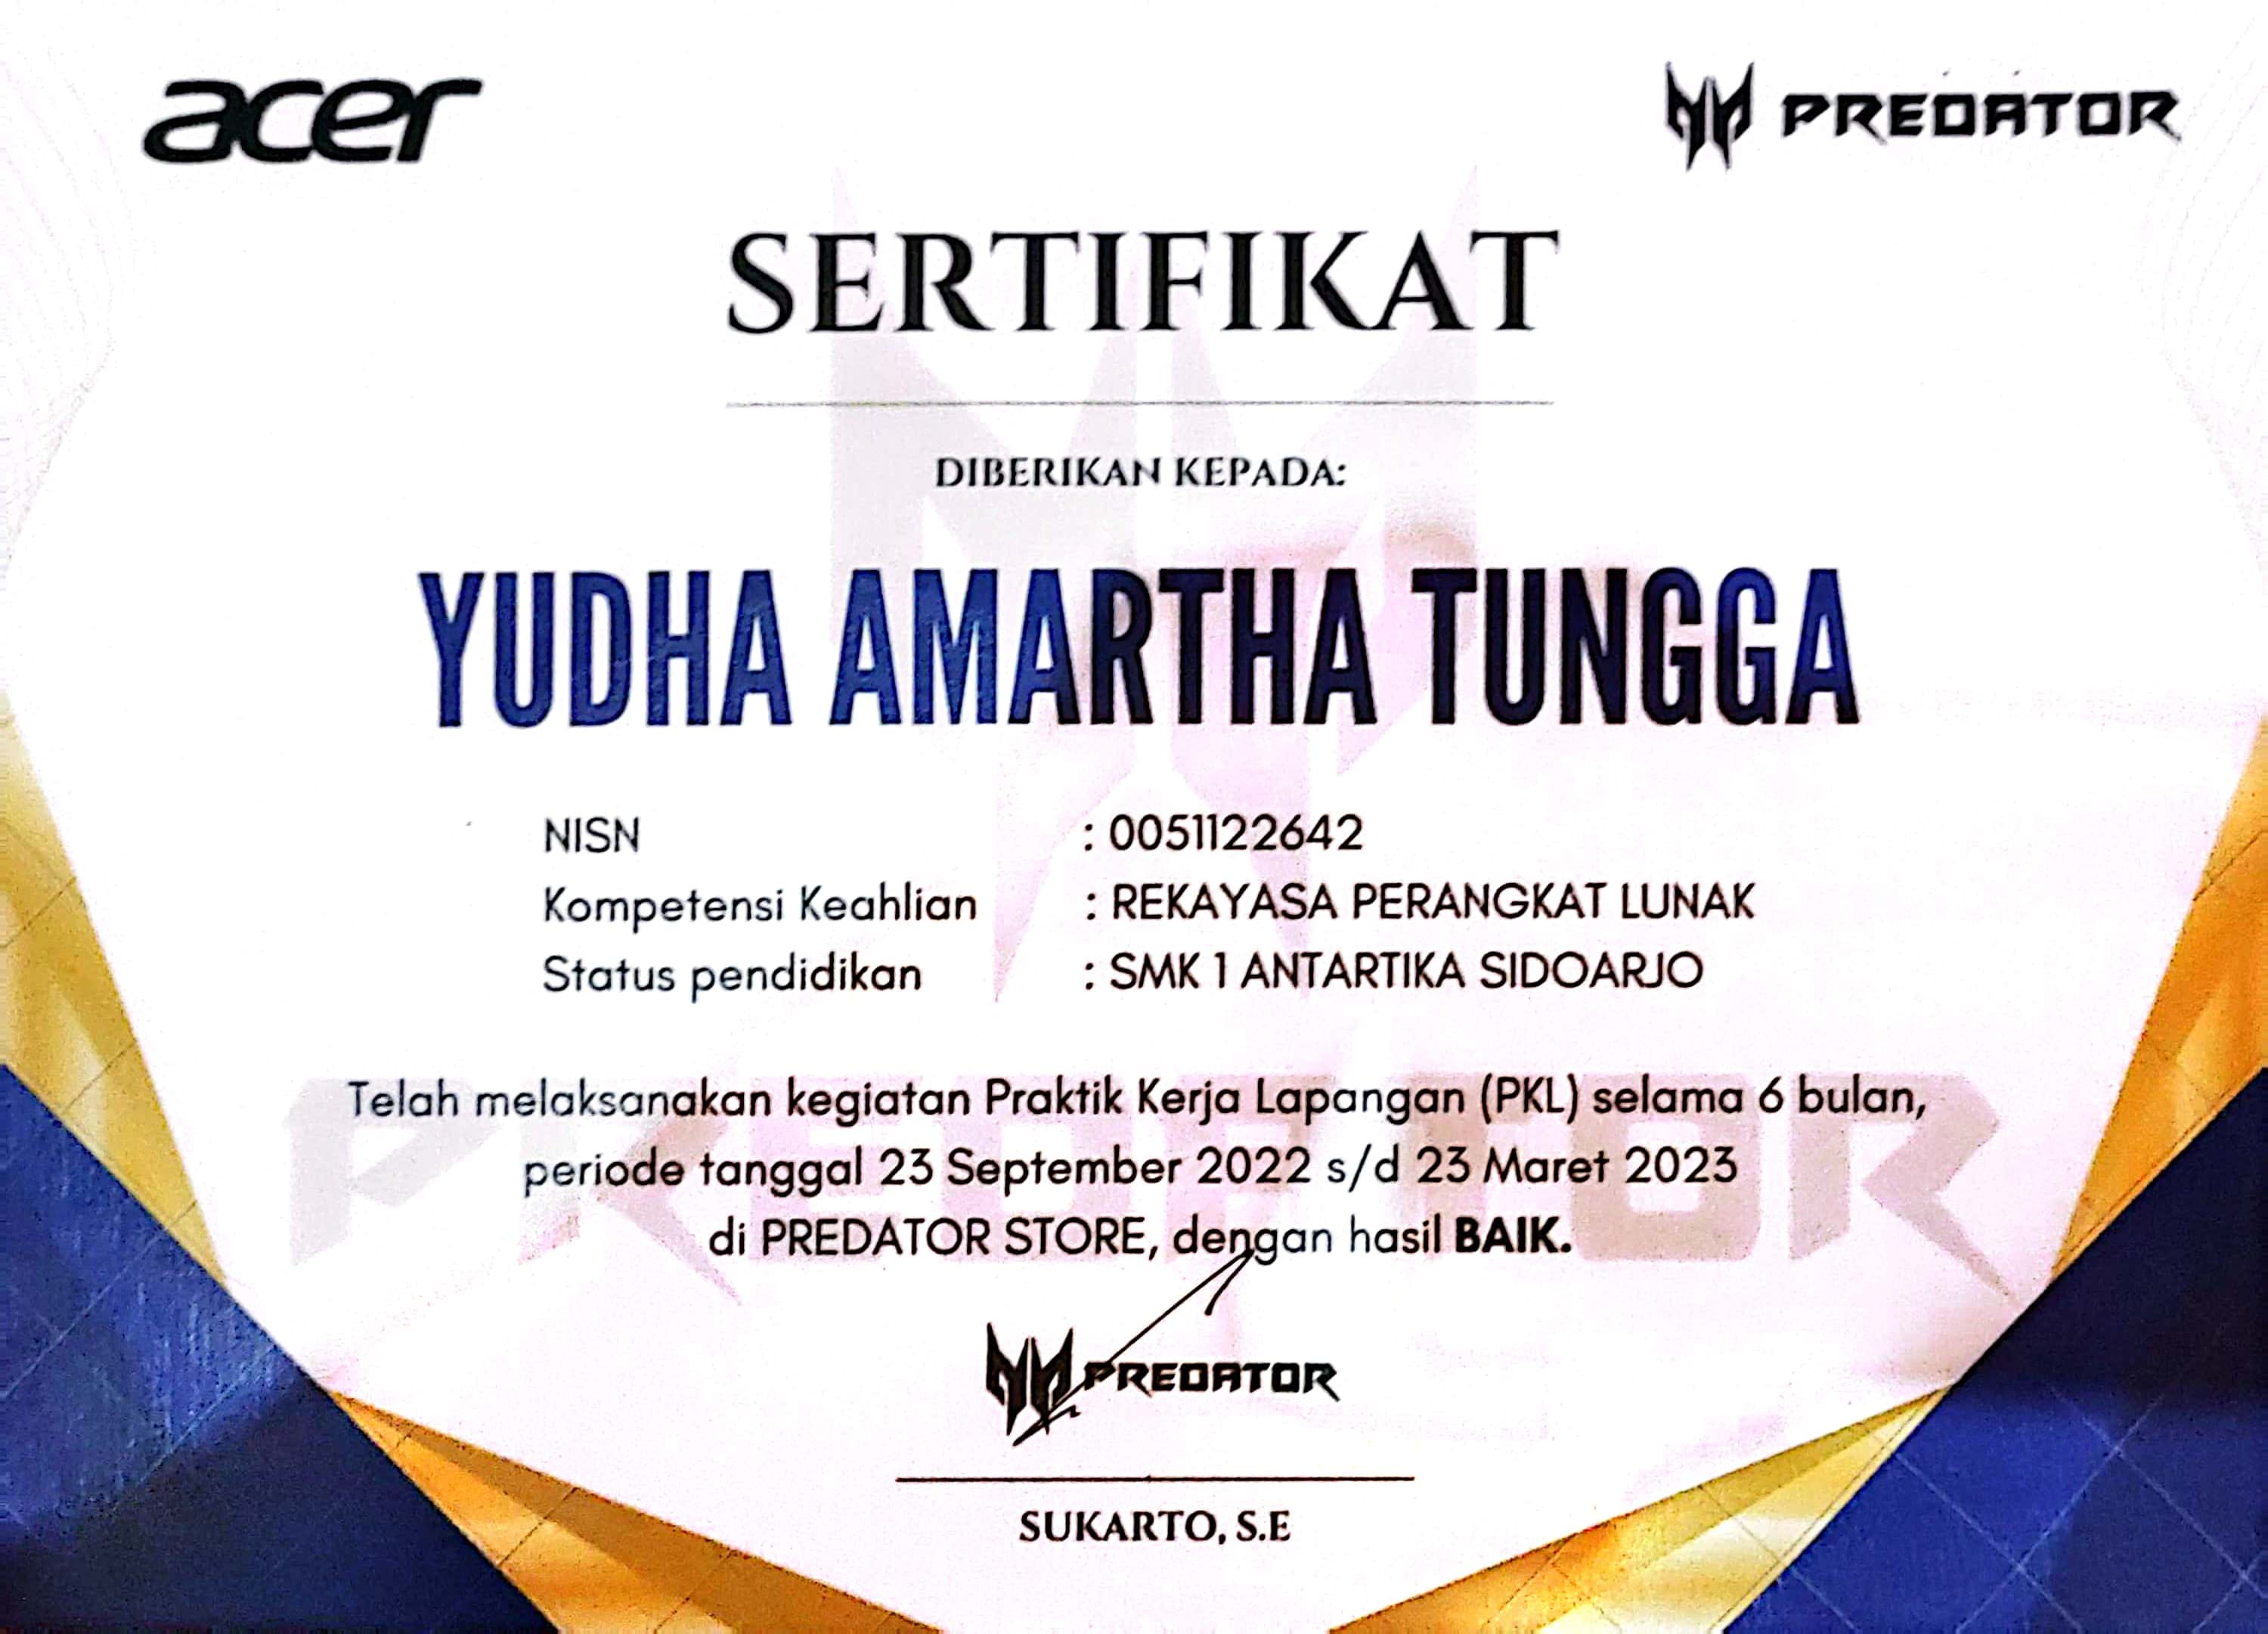 acer
PREDATOR
SERTIFIKAT
DIBERIKAN KEPADA:
YUDHA AMARTHA TUNGGA
NISN : 0051122642
Kompetensi Keahlian : REKAYASA PERANGKAT LUNAK
Status pendidikan : SMK 1 ANTARTIKA SIDOARJO
Telah melaksanakan kegiatan Praktik Kerja Lapangan (PKL) selama 6 bulan,
periode tanggal 23 September 2022 s/d 23 Maret 2023
di PREDATOR STORE, dengan hasil BAIK.
PREDATOR
PREDATOR
SUKARTO, S.E